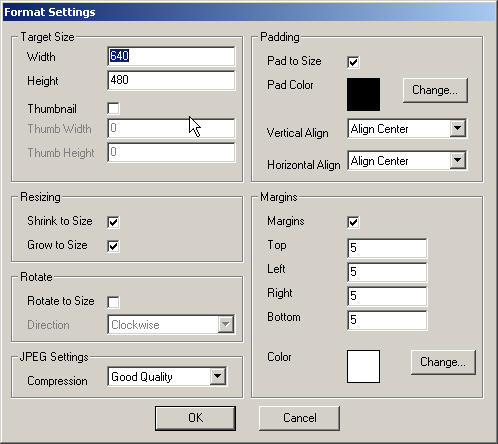 Format Settings
Target Size
Width 640
Height 480
Thumbnail
Thumb Width 0
Thumb Height 0
Padding
Pad to Size
Pad Color Change...
Vertical Align Align Center
Horizontal Align Align Center
Resizing
Shrink to Size
Grow to Size
Margins
Margins
Top 5
Left 5
Right 5
Bottom 5
Color Change...
Rotate
Rotate to Size
Direction Clockwise
JPEG Settings
Compression Good Quality
OK Cancel